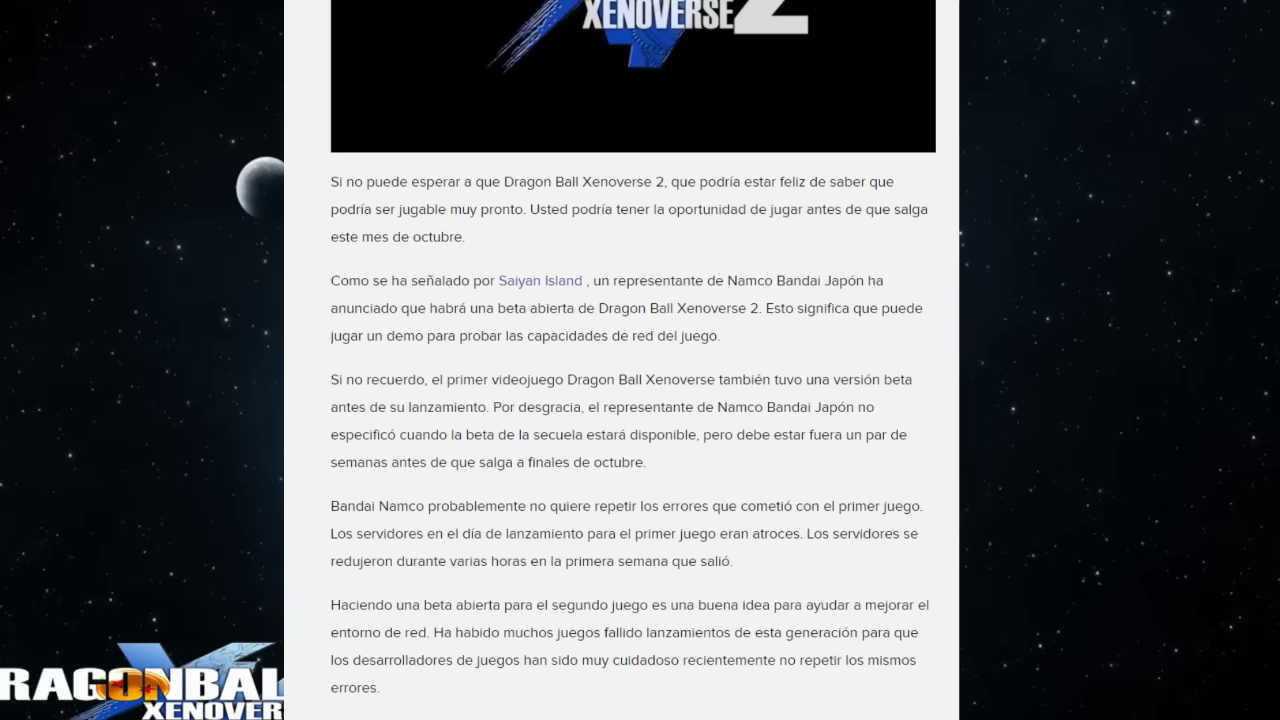 XENOVERSE 2
Si no puede esperar a que Dragon Ball Xenoverse 2, que podría estar feliz de saber que
podría ser jugable muy pronto. Usted podría tener la oportunidad de jugar antes de que salga
este mes de octubre.
Como se ha señalado por Saiyan Island , un representante de Namco Bandai Japón ha
anunciado que habrá una beta abierta de Dragon Ball Xenoverse 2. Esto significa que puede
jugar un demo para probar las capacidades de red del juego.
Si no recuerdo, el primer videojuego Dragon Ball Xenoverse también tuvo una versión beta
antes de su lanzamiento. Por desgracia, el representante de Namco Bandai Japón no
especificó cuando la beta de la secuela estará disponible, pero debe estar fuera un par de
semanas antes de que salga a finales de octubre.
Bandai Namco probablemente no quiere repetir los errores que cometió con el primer juego.
Los servidores en el día de lanzamiento para el primer juego eran atroces. Los servidores se
redujeron durante varias horas en la primera semana que salió.
Haciendo una beta abierta para el segundo juego es una buena idea para ayudar a mejorar el
entorno de red. Ha habido muchos juegos fallido lanzamientos de esta generación para que
los desarrolladores de juegos han sido muy cuidadoso recientemente no repetir los mismos
errores.
RAGONBAL
XENOVER